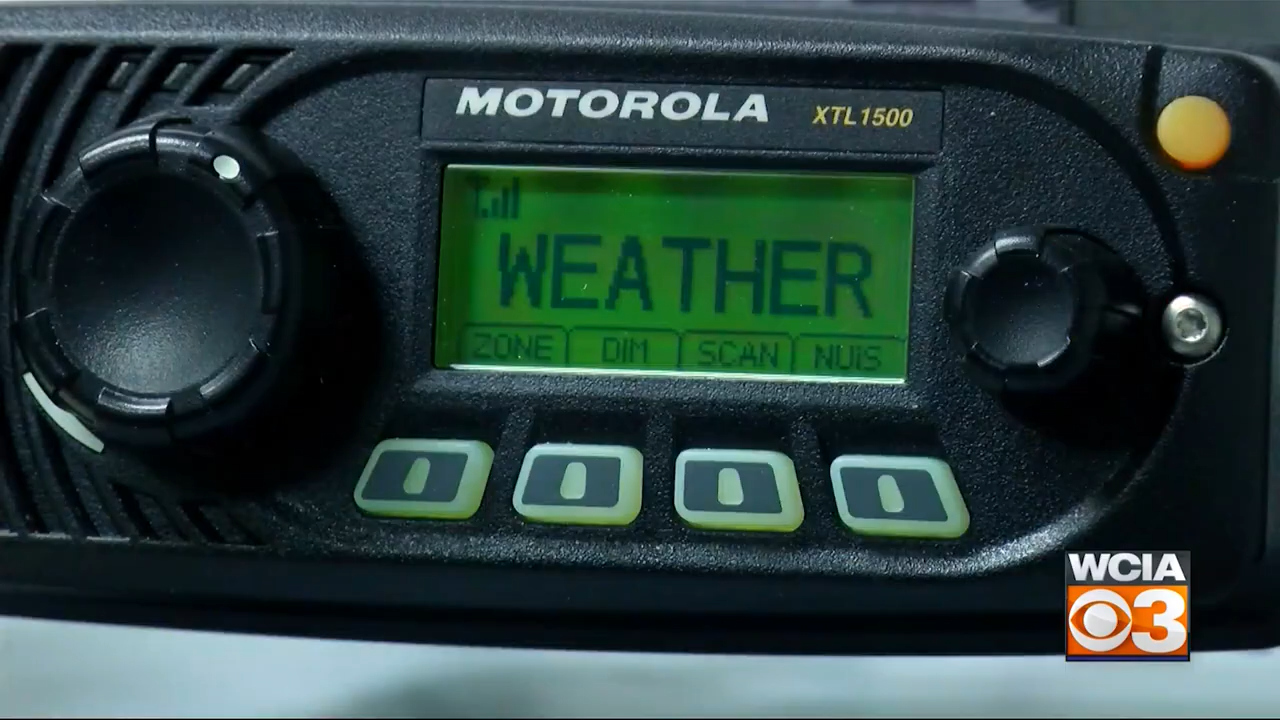 MOTOROLA XTL1500
WEATHER
ZONE DIM SCAN NUIS
WCIA
3